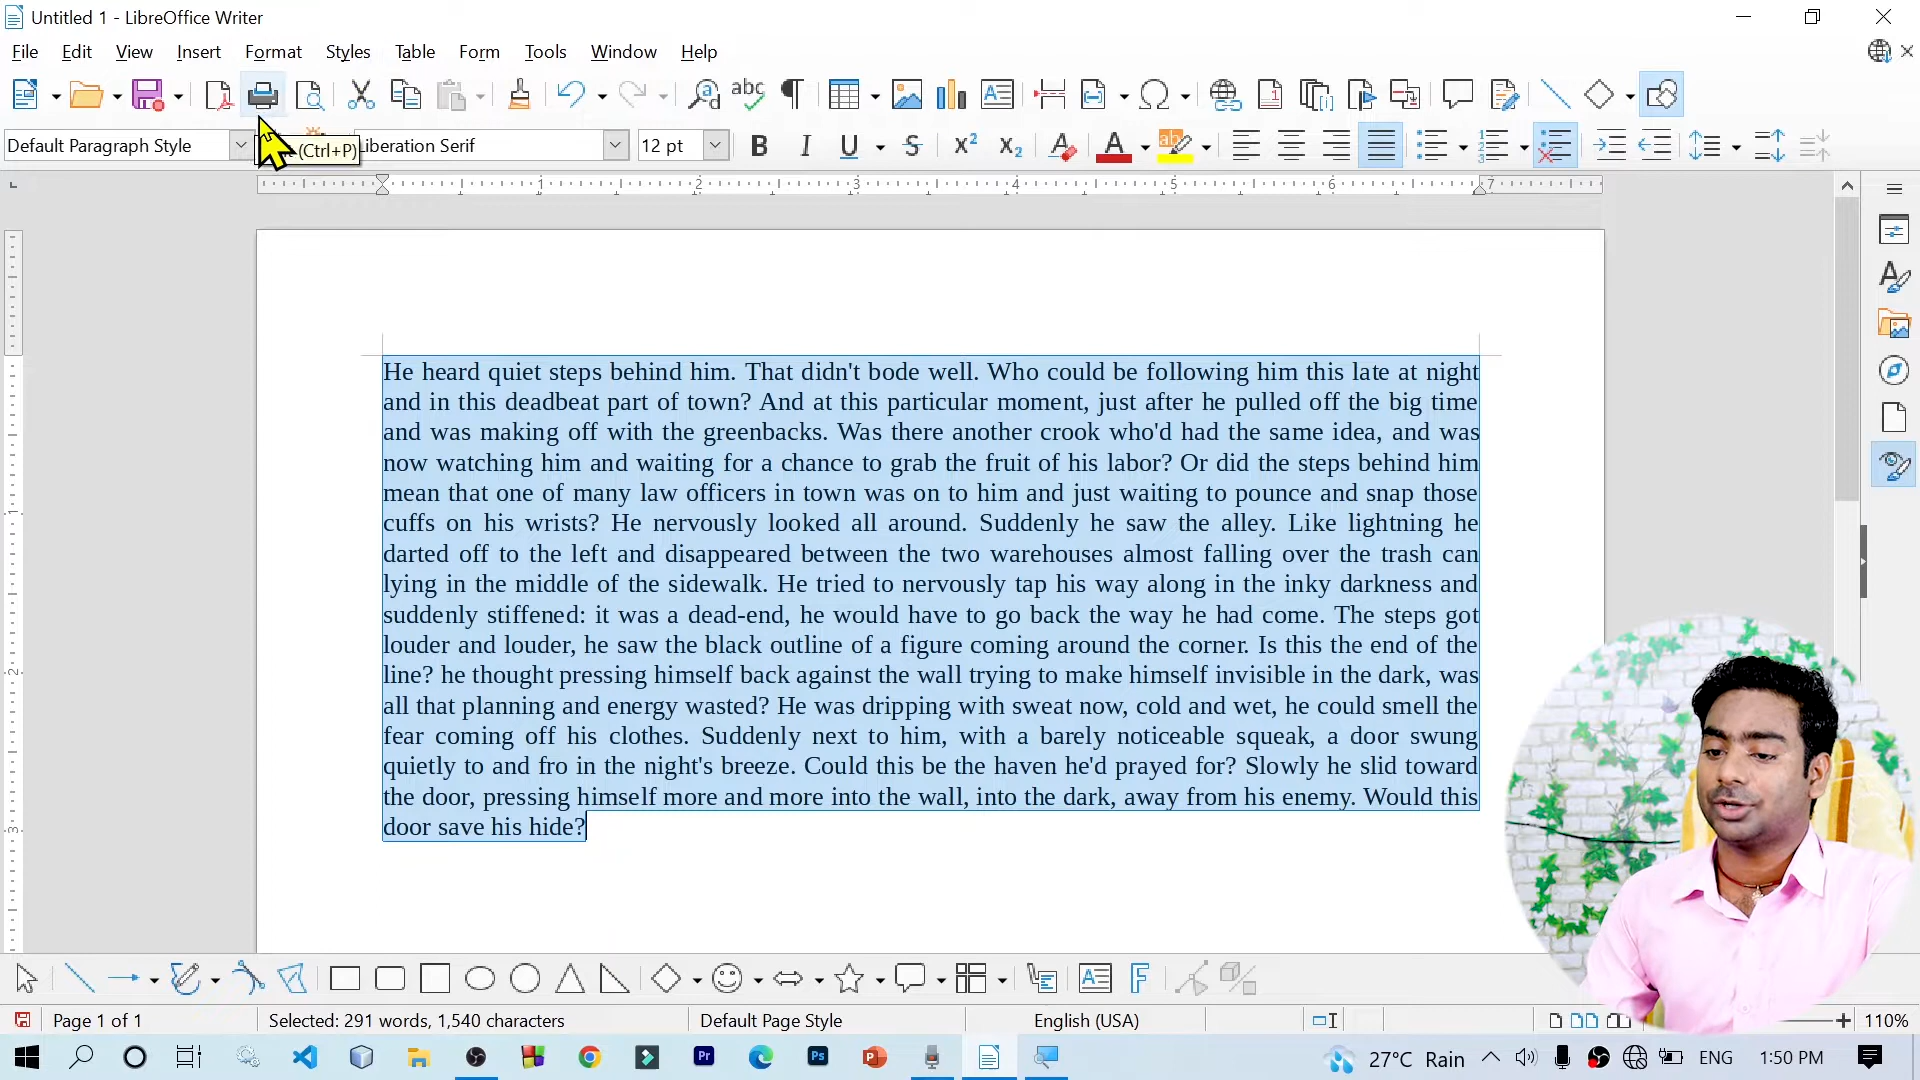 Untitled 1 - LibreOffice Writer
File Edit View Insert Format Styles Table Form Tools Window Help
Default Paragraph Style
(Ctrl+P)
Liberation Serif
12 pt
1 2 3 4 5 6 7
He heard quiet steps behind him. That didn't bode well. Who could be following him this late at night
and in this deadbeat part of town? And at this particular moment, just after he pulled off the big time
and was making off with the greenbacks. Was there another crook who'd had the same idea, and was
now watching him and waiting for a chance to grab the fruit of his labor? Or did the steps behind him
mean that one of many law officers in town was on to him and just waiting to pounce and snap those
cuffs on his wrists? He nervously looked all around. Suddenly he saw the alley. Like lightning he
darted off to the left and disappeared between the two warehouses almost falling over the trash can
lying in the middle of the sidewalk. He tried to nervously tap his way along in the inky darkness and
suddenly stiffened: it was a dead-end, he would have to go back the way he had come. The steps got
louder and louder, he saw the black outline of a figure coming around the corner. Is this the end of the
line? he thought pressing himself back against the wall trying to make himself invisible in the dark, was
all that planning and energy wasted? He was dripping with sweat now, cold and wet, he could smell the
fear coming off his clothes. Suddenly next to him, with a barely noticeable squeak, a door swung
quietly to and fro in the night's breeze. Could this be the haven he'd prayed for? Slowly he slid toward
the door, pressing himself more and more into the wall, into the dark, away from his enemy. Would this
door save his hide?
Page 1 of 1
Selected: 291 words, 1,540 characters
Default Page Style
English (USA)
110%
27°C Rain
ENG
1:50 PM